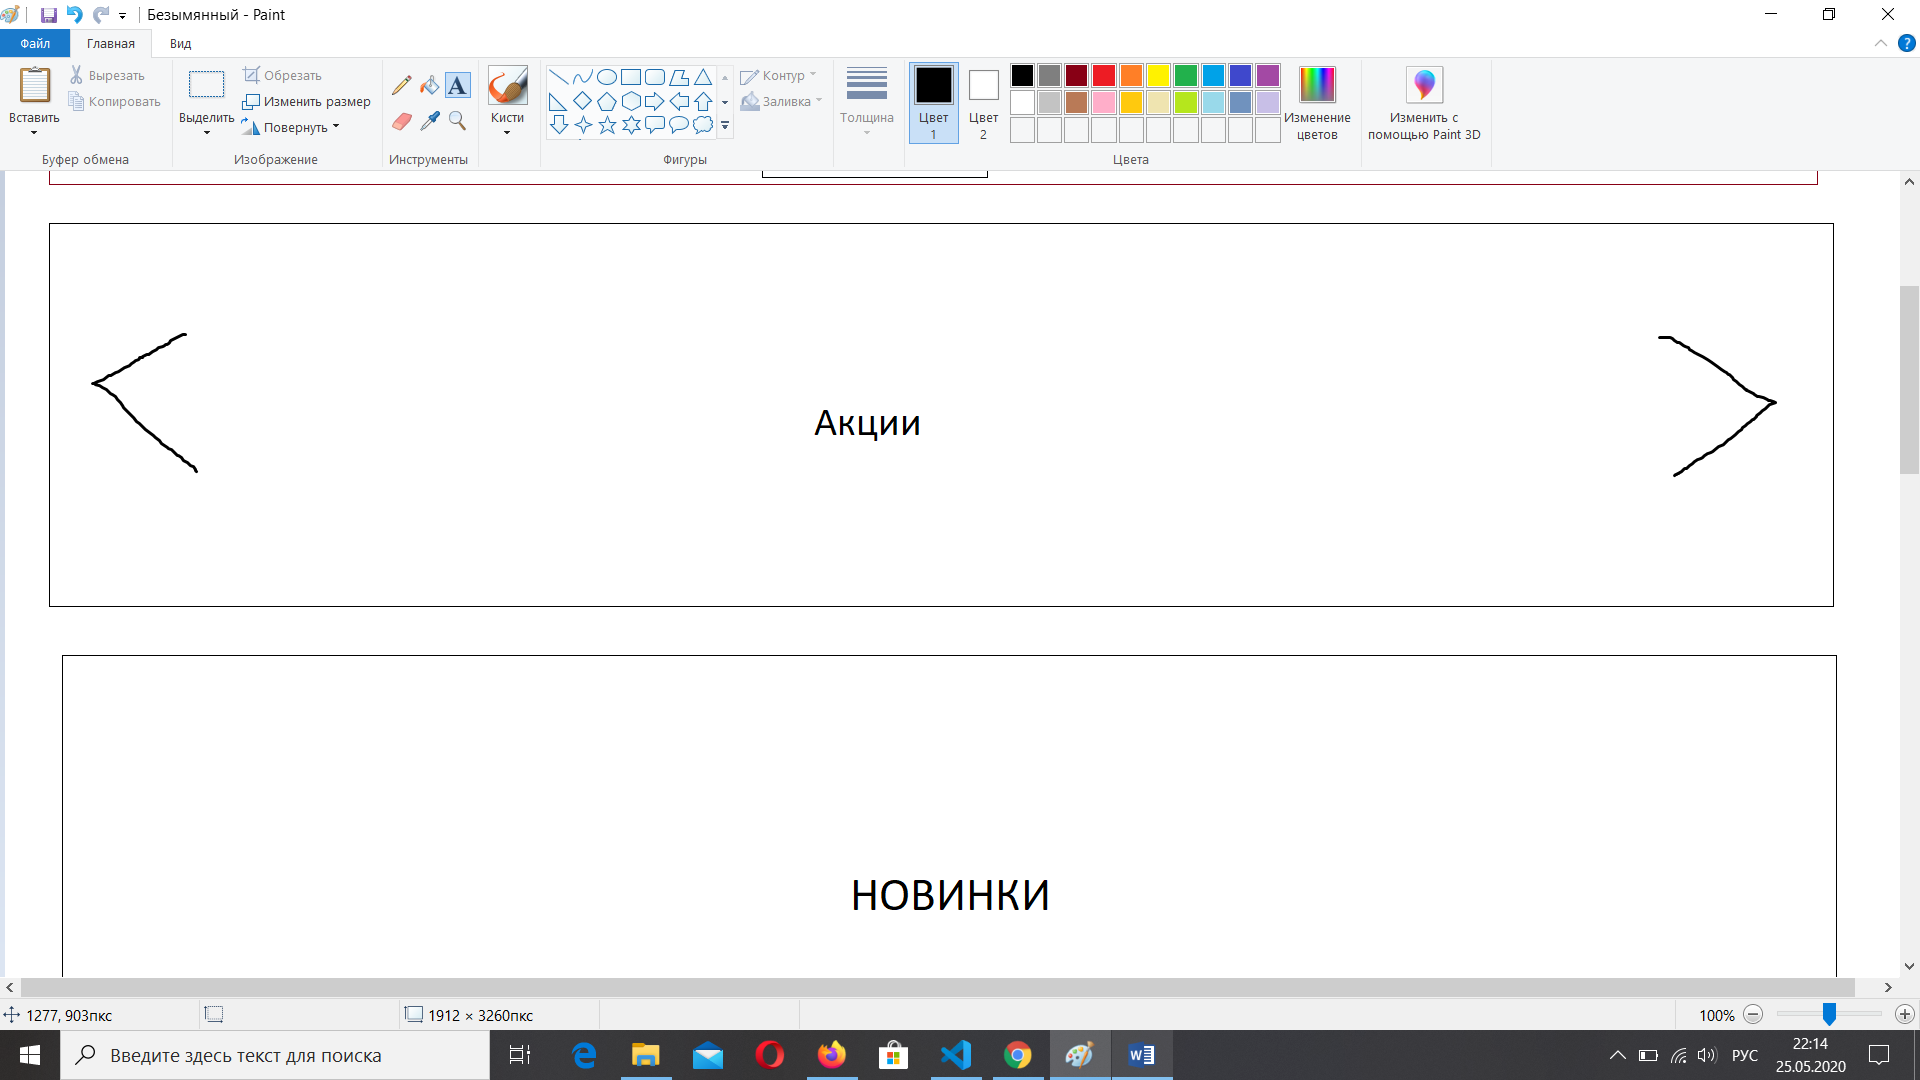 Безымянный - Paint
Файл
Главная
Вид
Вставить
Вырезать
Копировать
Буфер обмена
Выделить
Обрезать
Изменить размер
Повернуть
Изображение
A
Инструменты
Кисти
Контур
Заливка
Фигуры
Толщина
Цвет
1
Цвет
2
Изменение
цветов
Цвета
Изменить с
помощью Paint 3D
Акции
НОВИНКИ
1277, 903пкс
1912 × 3260пкс
100%
Введите здесь текст для поиска
РУС
22:14
25.05.2020